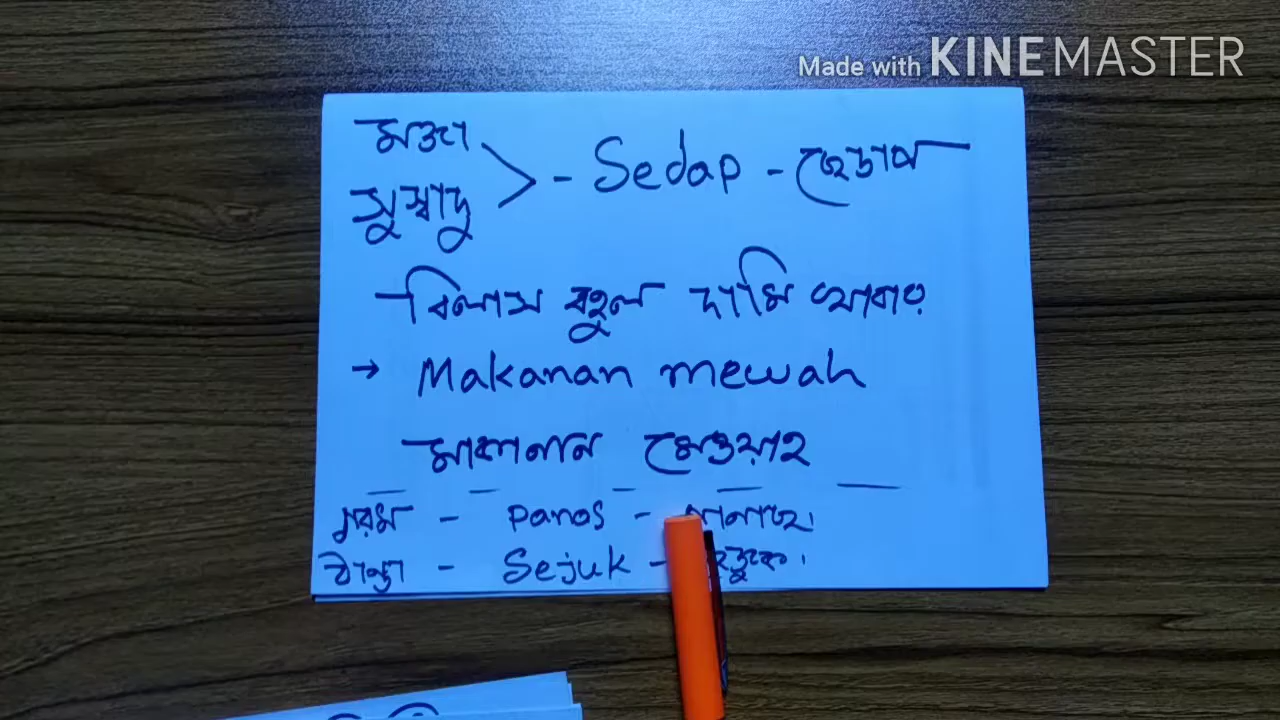 Made with KINEMASTER
মজা
সুস্বাদু
- Sedap - ছেডাপ
বিলাস বহুল দামি খাবার
→ Makanan mewah
মাকানান মেওয়াহ
গরম - panas - পানাছ।
ঠান্ডা - Sejuk -